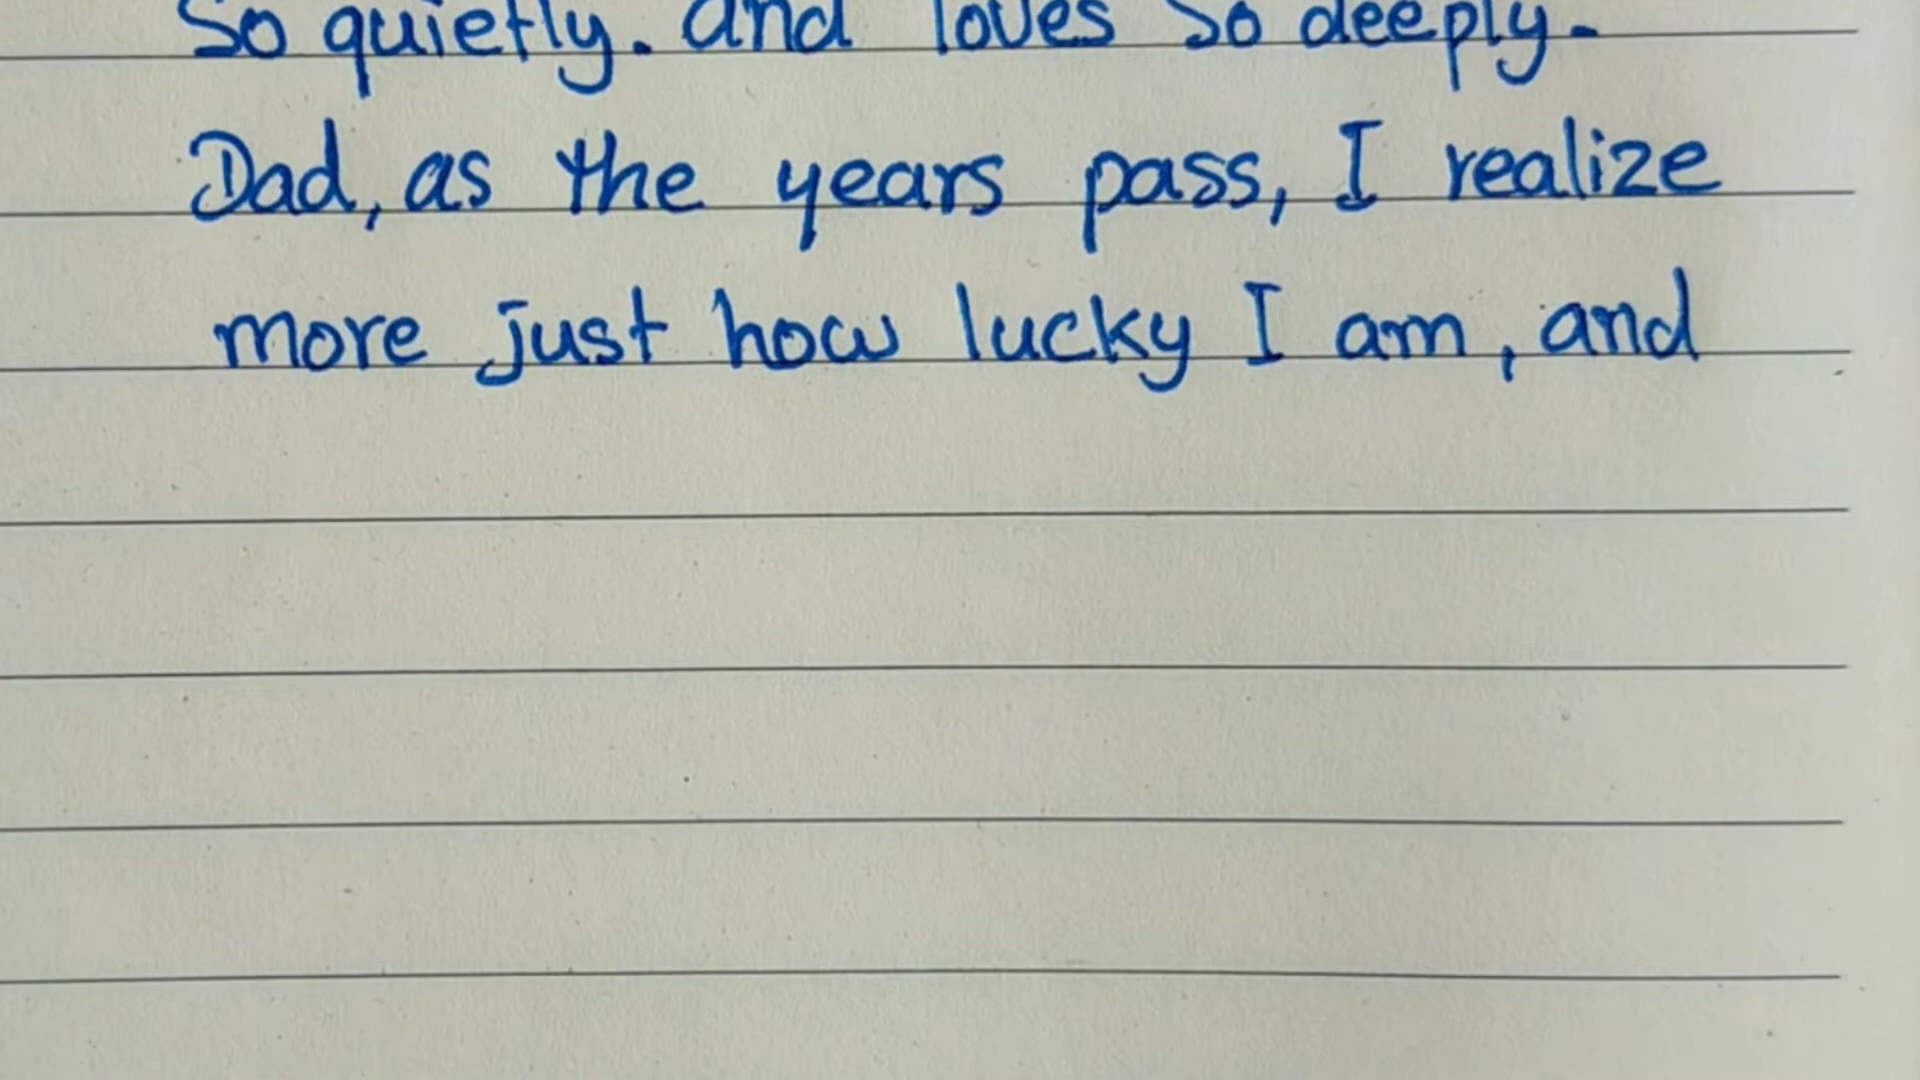 So quietly. and loves so deeply.
Dad, as the years pass, I realize
more just how lucky I am, and